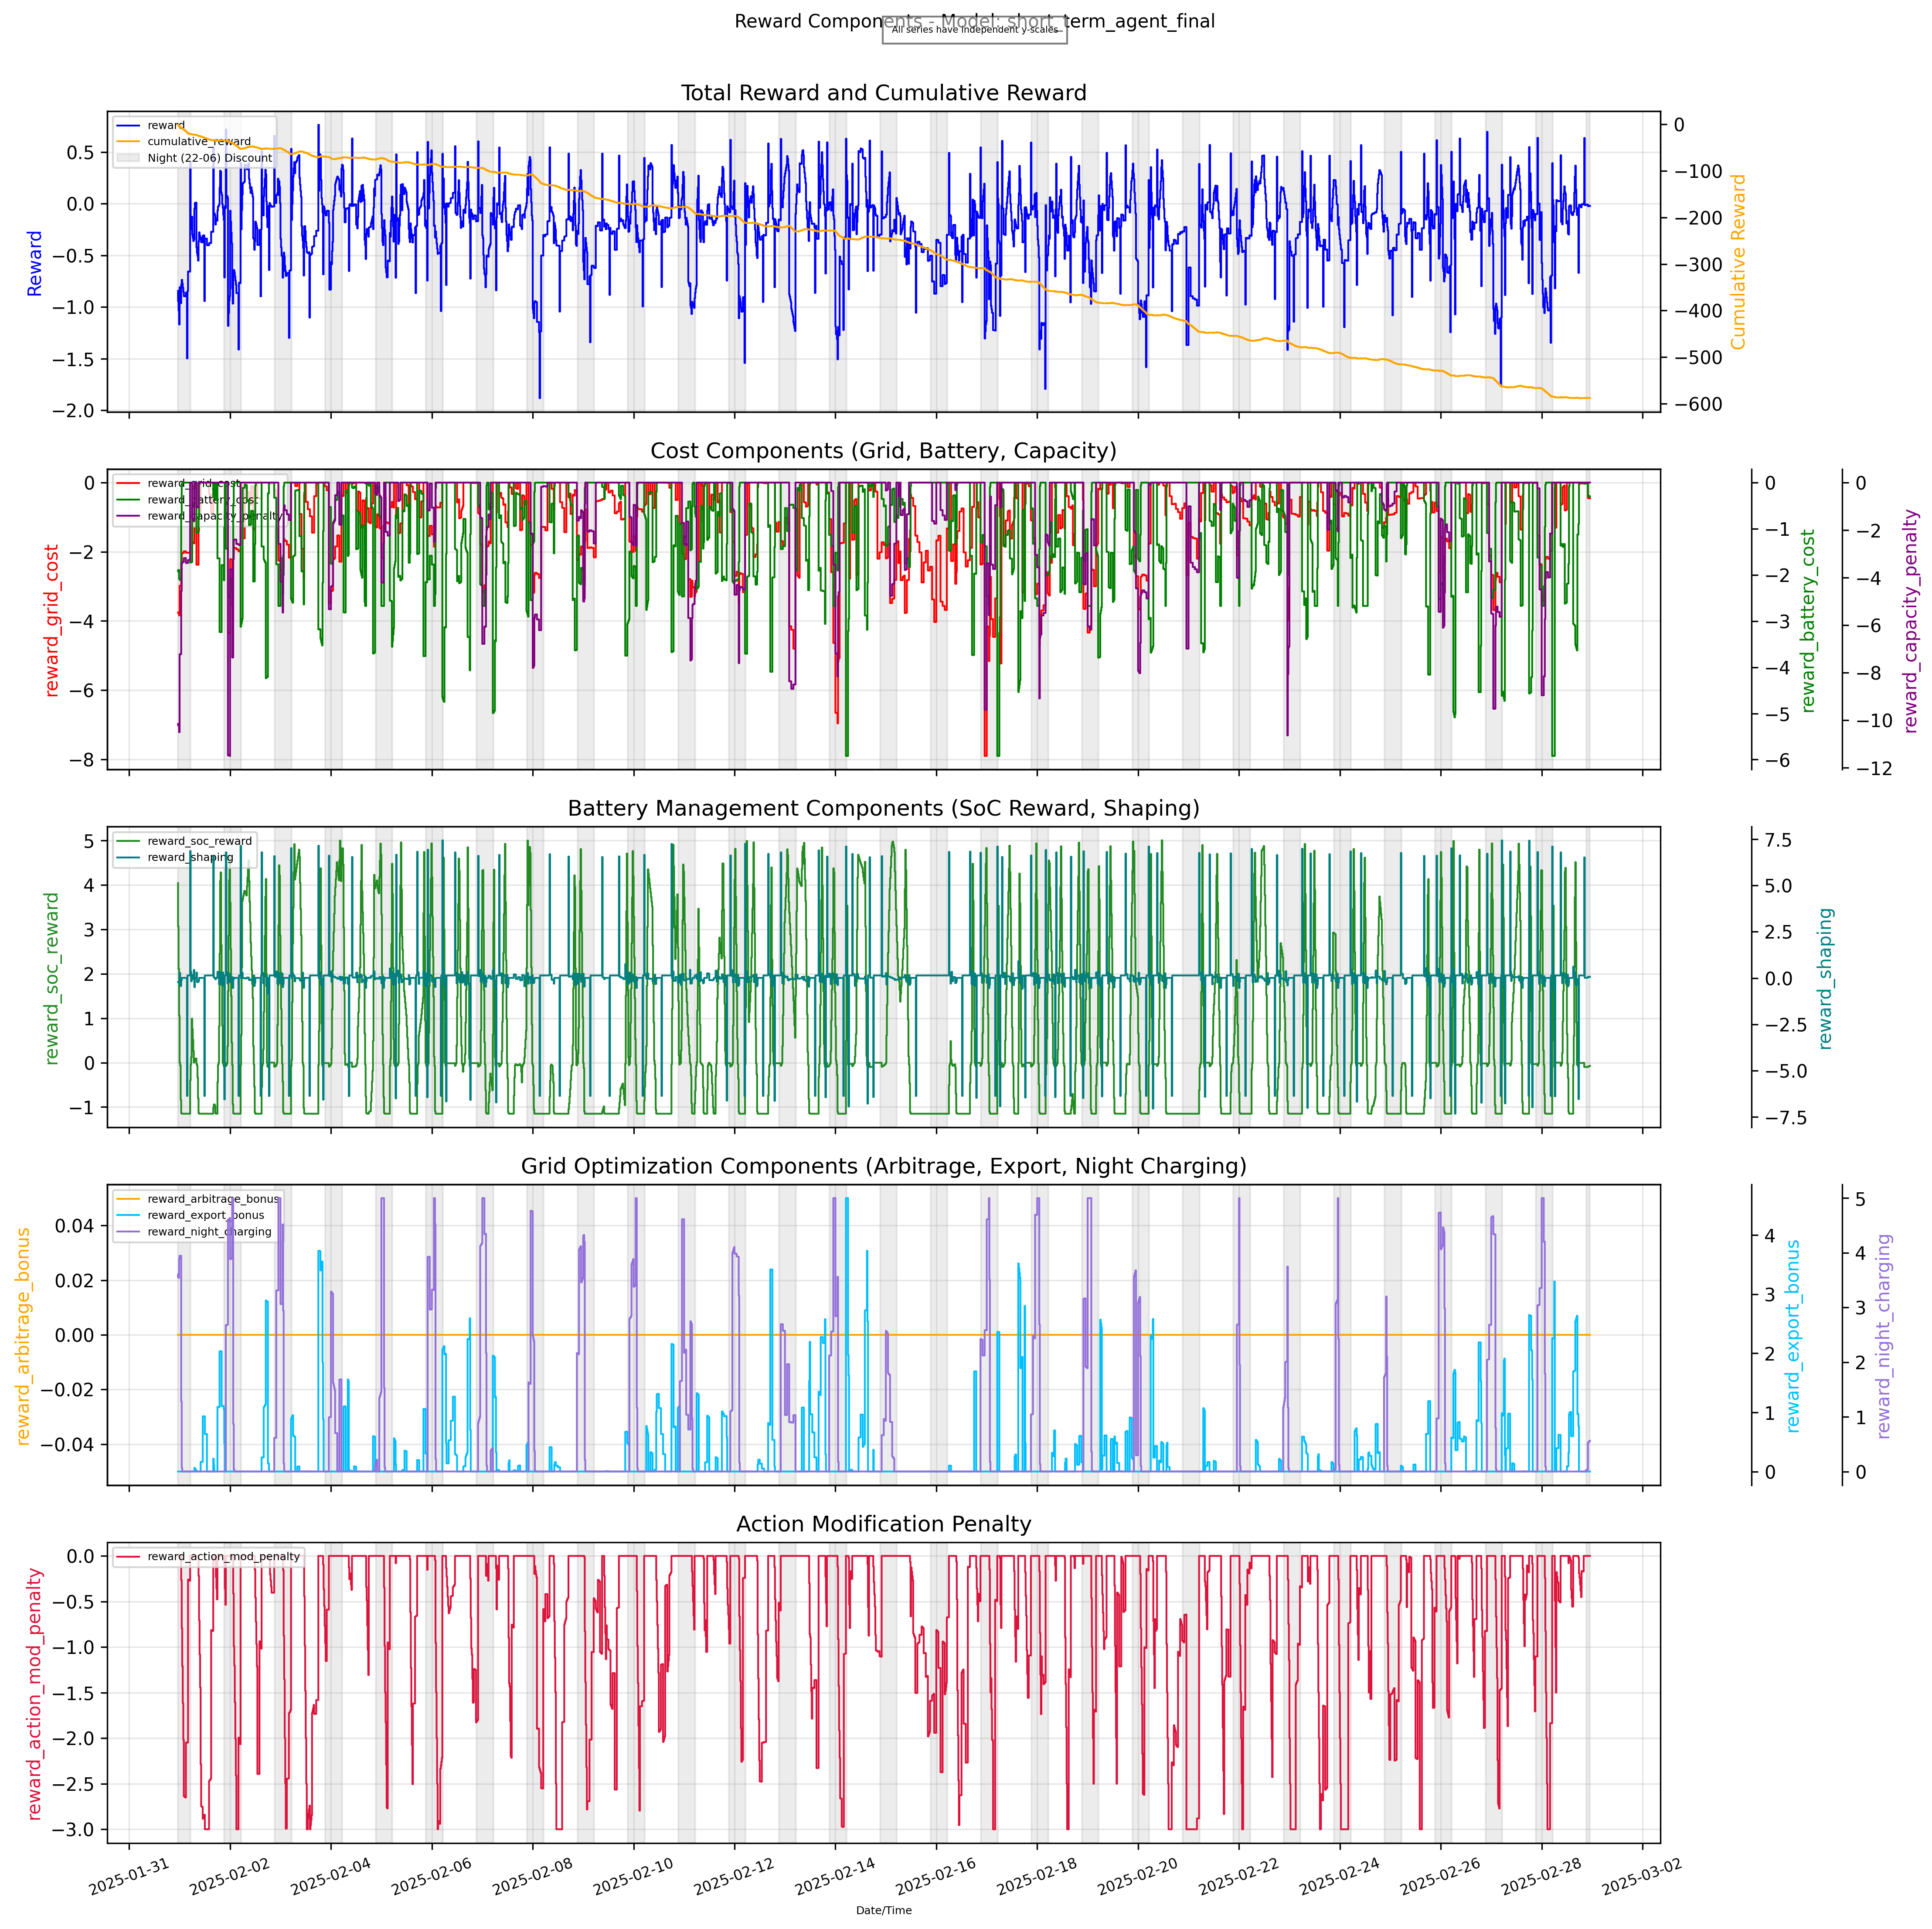 Reward Components - Model: short_term_agent_final
All series have independent y-scales
Total Reward and Cumulative Reward
reward
cumulative_reward
Night (22-06) Discount
Reward
0.5
0.0
−0.5
−1.0
−1.5
−2.0
0
−100
−200
−300
−400
−500
−600
Cumulative Reward
Cost Components (Grid, Battery, Capacity)
reward_grid_cost
reward_battery_cost
reward_capacity_penalty
reward_grid_cost
0
−2
−4
−6
−8
0
−1
−2
−3
−4
−5
−6
reward_battery_cost
0
−2
−4
−6
−8
−10
−12
reward_capacity_penalty
Battery Management Components (SoC Reward, Shaping)
reward_soc_reward
reward_shaping
reward_soc_reward
5
4
3
2
1
0
−1
7.5
5.0
2.5
0.0
−2.5
−5.0
−7.5
reward_shaping
Grid Optimization Components (Arbitrage, Export, Night Charging)
reward_arbitrage_bonus
reward_export_bonus
reward_night_charging
reward_arbitrage_bonus
0.04
0.02
0.00
−0.02
−0.04
4
3
2
1
0
reward_export_bonus
5
4
3
2
1
0
reward_night_charging
Action Modification Penalty
reward_action_mod_penalty
reward_action_mod_penalty
0.0
−0.5
−1.0
−1.5
−2.0
−2.5
−3.0
2025-01-31
2025-02-02
2025-02-04
2025-02-06
2025-02-08
2025-02-10
2025-02-12
2025-02-14
2025-02-16
2025-02-18
2025-02-20
2025-02-22
2025-02-24
2025-02-26
2025-02-28
2025-03-02
Date/Time